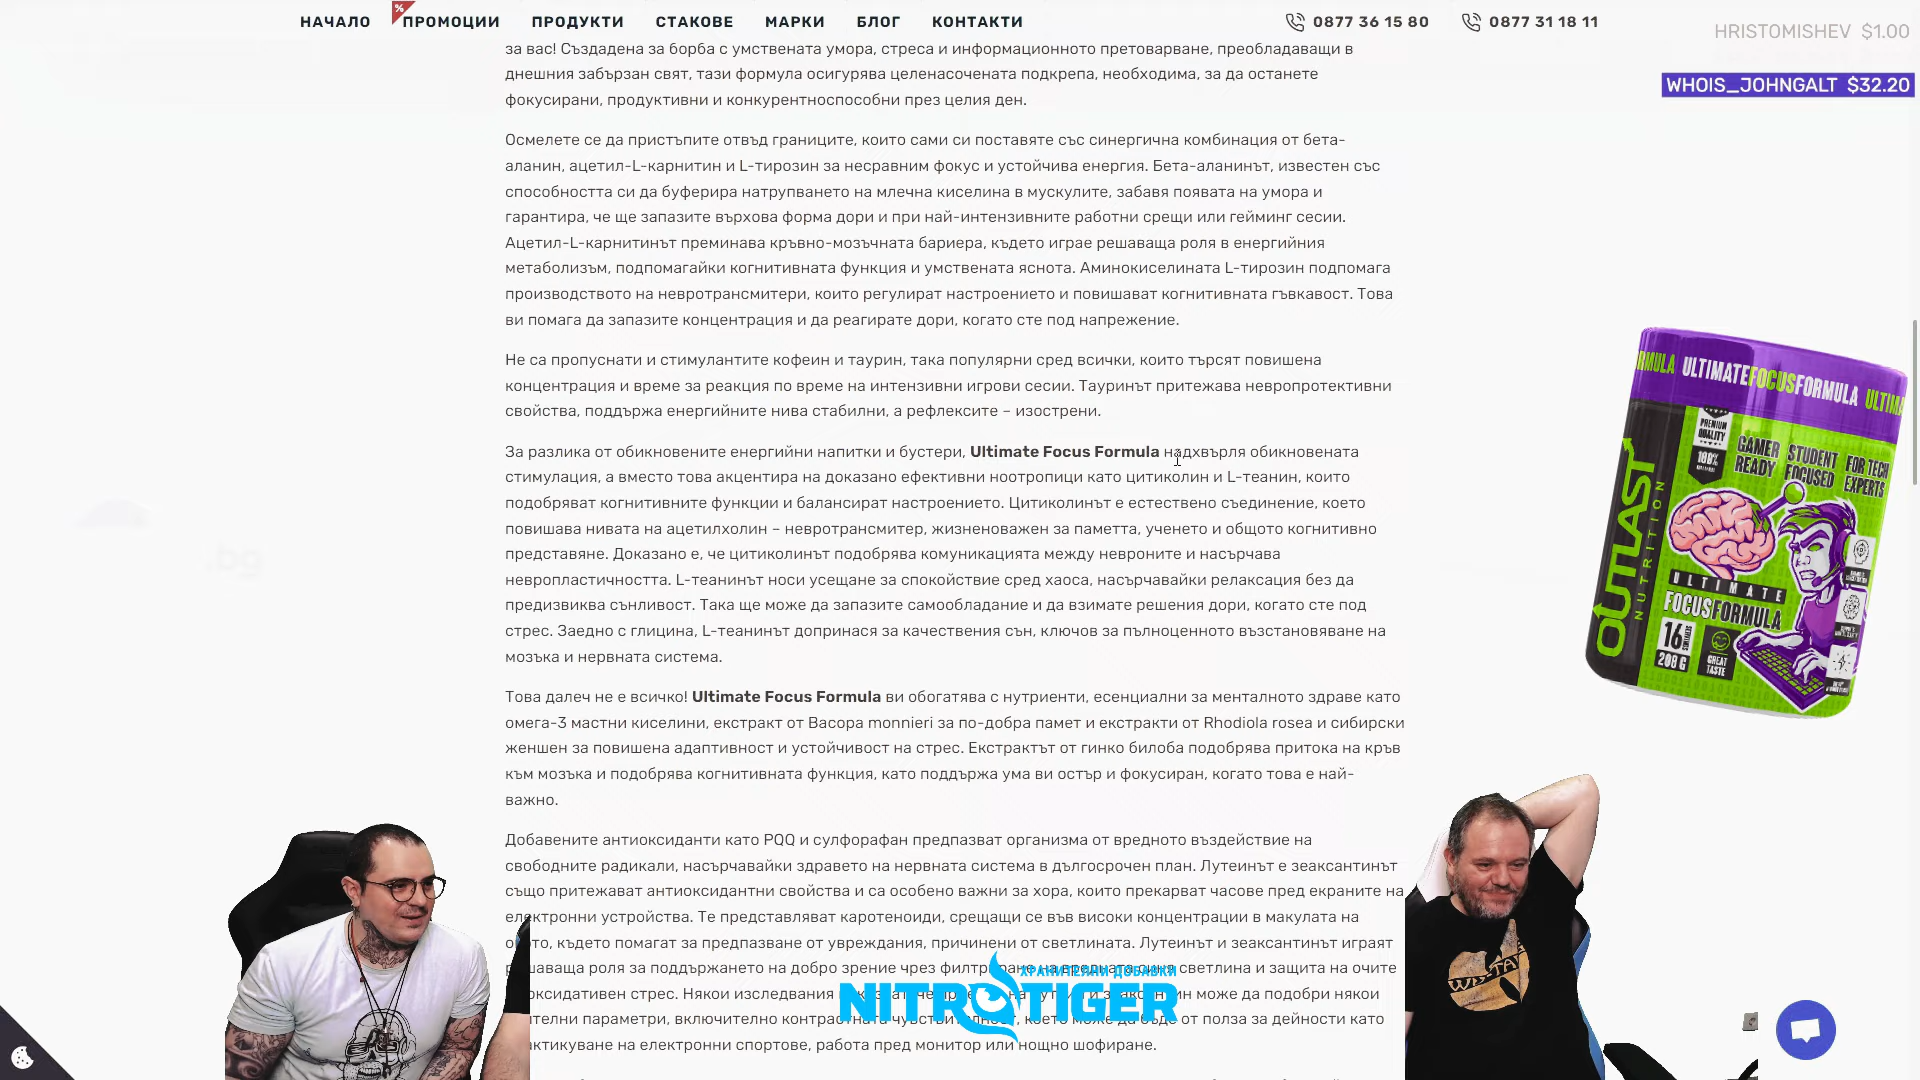 НАЧАЛО % ПРОМОЦИИ ПРОДУКТИ СТАКОВЕ МАРКИ БЛОГ КОНТАКТИ 0877 36 15 80 0877 31 18 11
HRISTOMISHEV $1.00
WHOIS_JOHNGALT $32.20
за вас! Създадена за борба с умствената умора, стреса и информационното претоварване, преобладаващи в
днешния забързан свят, тази формула осигурява целенасочената подкрепа, необходима, за да останете
фокусирани, продуктивни и конкурентноспособни през целия ден.
Осмелете се да пристъпите отвъд границите, които сами си поставяте със синергична комбинация от бета-
аланин, ацетил-L-карнитин и L-тирозин за несравним фокус и устойчива енергия. Бета-аланинът, известен със
способността си да буферира натрупването на млечна киселина в мускулите, забавя появата на умора и
гарантира, че ще запазите върхова форма дори и при най-интензивните работни срещи или гейминг сесии.
Ацетил-L-карнитинът преминава кръвно-мозъчната бариера, където играе решаваща роля в енергийния
метаболизъм, подпомагайки когнитивната функция и умствената яснота. Аминокиселината L-тирозин подпомага
производството на невротрансмитери, които регулират настроението и повишават когнитивната гъвкавост. Това
ви помага да запазите концентрация и да реагирате дори, когато сте под напрежение.
Не са пропуснати и стимулантите кофеин и таурин, така популярни сред всички, които търсят повишена
концентрация и време за реакция по време на интензивни игрови сесии. Тауринът притежава невропротективни
свойства, поддържа енергийните нива стабилни, а рефлексите – изострени.
За разлика от обикновените енергийни напитки и бустери, Ultimate Focus Formula надхвърля обикновената
стимулация, а вместо това акцентира на доказано ефективни ноотропици като цитиколин и L-теанин, които
подобряват когнитивните функции и балансират настроението. Цитиколинът е естествено съединение, което
повишава нивата на ацетилхолин – невротрансмитер, жизненоважен за паметта, ученето и общото когнитивно
представяне. Доказано е, че цитиколинът подобрява комуникацията между невроните и насърчава
невропластичността. L-теанинът носи усещане за спокойствие сред хаоса, насърчавайки релаксация без да
предизвиква сънливост. Така ще може да запазите самообладание и да взимате решения дори, когато сте под
стрес. Заедно с глицина, L-теанинът допринася за качествения сън, ключов за пълноценното възстановяване на
мозъка и нервната система.
Това далеч не е всичко! Ultimate Focus Formula ви обогатява с нутриенти, есенциални за менталното здраве като
омега-3 мастни киселини, екстракт от Bacopa monnieri за по-добра памет и екстракти от Rhodiola rosea и сибирски
женшен за повишена адаптивност и устойчивост на стрес. Екстрактът от гинко билоба подобрява притока на кръв
към мозъка и подобрява когнитивната функция, като поддържа ума ви остър и фокусиран, когато това е най-
важно.
Добавените антиоксиданти като PQQ и сулфорафан предпазват организма от вредното въздействие на
свободните радикали, насърчавайки здравето на нервната система в дългосрочен план. Лутеинът е зеаксантинът
също притежават антиоксидантни свойства и са особено важни за хора, които прекарват часове пред екраните на
електронни устройства. Те представляват каротеноиди, срещащи се във високи концентрации в макулата на
където помагат за предпазване от увреждания, причинени от светлината. Лутеинът и зеаксантинът играят
роля за поддържането на добро зрение чрез светлина и защита на очите
стрес. Някои изследвания може да подобри някои
параметри, включително от полза за дейности като
на електронни спортове, работа пред монитор или нощно шофиране.
ХРАНИТЕЛНИ ДОБАВКИ
NITROTIGER
.bg
ULTIMATEFOCUSFORMULA
PREMIUM QUALITY 100%
GAMER READY STUDENT FOCUSED FOR TECH EXPERTS
OUTLAST NUTRITION
ULTIMATE
FOCUSFORMULA
16
208 G
GREAT TASTE